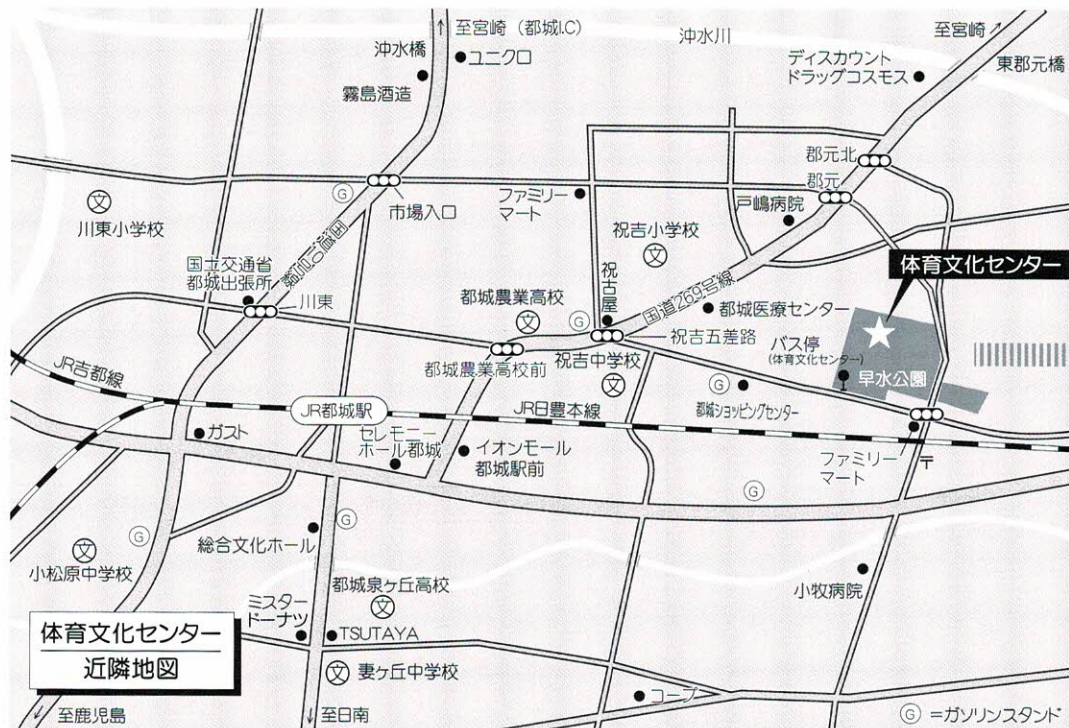 至宮崎（都城I.C）
沖水橋
ユニクロ
霧島酒造
沖水川
至宮崎
ディスカウント
ドラッグコスモス
東郡元橋
郡元北
郡元
戸嶋病院
ファミリー
マート
祝吉小学校
市場入口
G
川東小学校
文
国道10号線
国土交通省
都城出張所
川東
都城農業高校
文
G
祝古屋
国道269号線
文
体育文化センター
都城医療センター
祝吉五差路
バス停
(体育文化センター)
早水公園
都城農業高校前
祝吉中学校
文
G
都城ショッピングセンター
JR吉都線
JR都城駅
JR日豊本線
ガスト
セレモニー
ホール都城
イオンモール
都城駅前
ファミリー
マート
〒
G
G
G
総合文化ホール
文
小松原中学校
小牧病院
都城泉ヶ丘高校
文
ミスター
ドーナツ
TSUTAYA
文
妻ヶ丘中学校
コープ
体育文化センター
近隣地図
至鹿児島
至日南
G=ガソリンスタンド